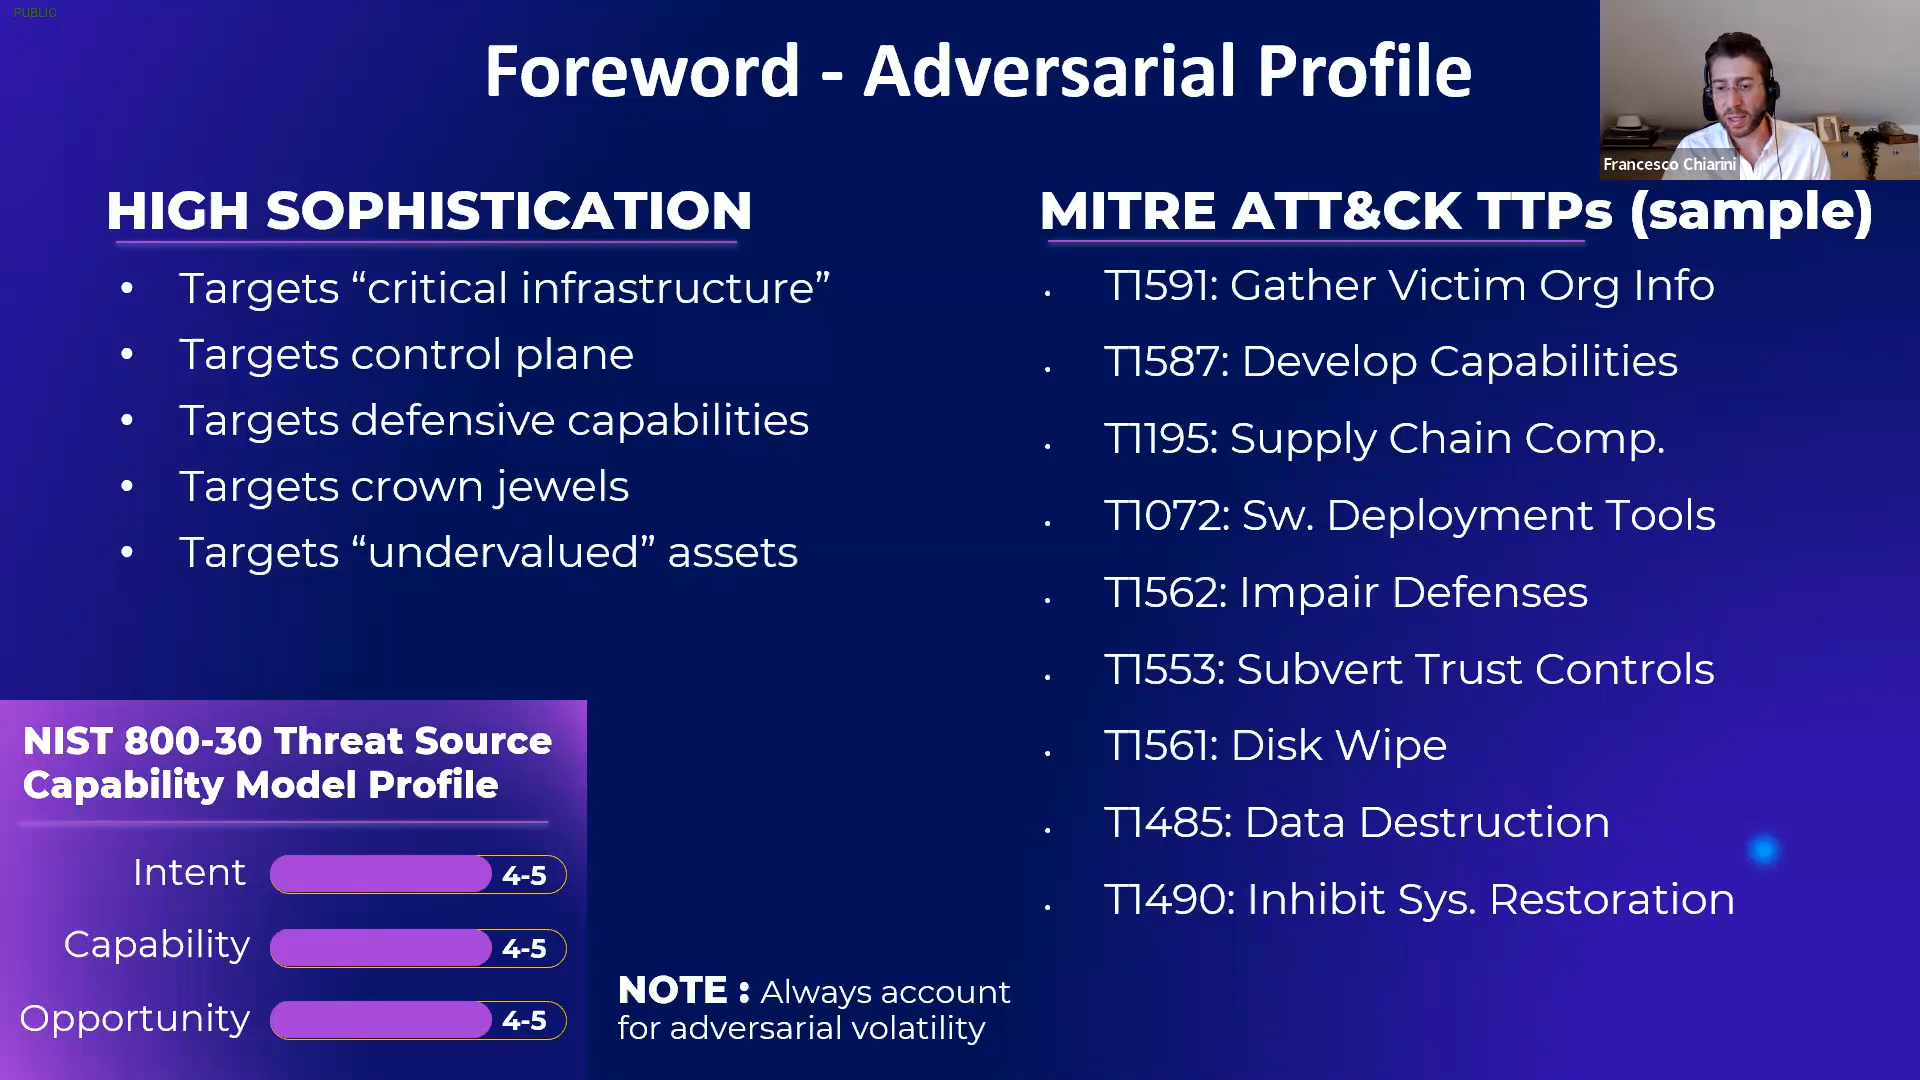 PUBLIC
Foreword - Adversarial Profile
Francesco Chiarini
HIGH SOPHISTICATION
• Targets “critical infrastructure”
• Targets control plane
• Targets defensive capabilities
• Targets crown jewels
• Targets “undervalued” assets
MITRE ATT&CK TTPs (sample)
• T1591: Gather Victim Org Info
• T1587: Develop Capabilities
• T1195: Supply Chain Comp.
• T1072: Sw. Deployment Tools
• T1562: Impair Defenses
• T1553: Subvert Trust Controls
• T1561: Disk Wipe
• T1485: Data Destruction
• T1490: Inhibit Sys. Restoration
NIST 800-30 Threat Source
Capability Model Profile
Intent 4-5
Capability 4-5
Opportunity 4-5
NOTE : Always account
for adversarial volatility